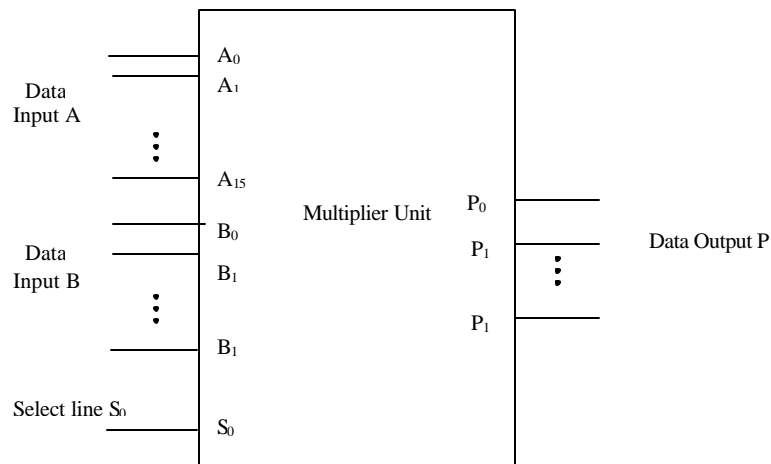 Data
Input A
A₀
A₁
A₁₅
Data
Input B
B₀
B₁
B₁
Select line S₀
S₀
Multiplier Unit
P₀
P₁
P₁
Data Output P